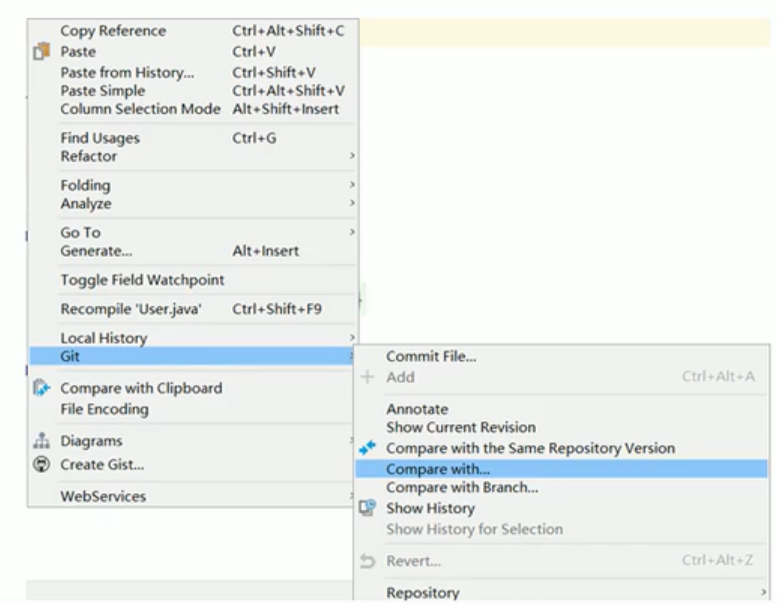 Copy Reference Ctrl+Alt+Shift+C
Paste Ctrl+V
Paste from History... Ctrl+Shift+V
Paste Simple Ctrl+Alt+Shift+V
Column Selection Mode Alt+Shift+Insert
Find Usages Ctrl+G
Refactor
Folding
Analyze
Go To
Generate... Alt+Insert
Toggle Field Watchpoint
Recompile 'User.java' Ctrl+Shift+F9
Local History
Git
Compare with Clipboard
File Encoding
Diagrams
Create Gist...
WebServices
Commit File...
Add Ctrl+Alt+A
Annotate
Show Current Revision
Compare with the Same Repository Version
Compare with...
Compare with Branch...
Show History
Show History for Selection
Revert... Ctrl+Alt+Z
Repository